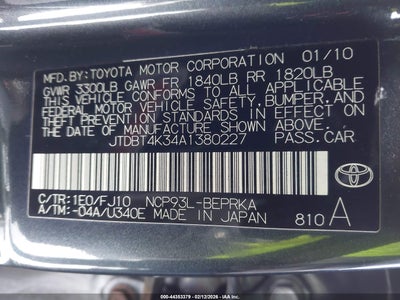 MFD. BY:TOYOTA MOTOR CORPORATION 01/10
GVWR 3300LB GAWR FR 1840LB RR 1820LB
THIS VEHICLE CONFORMS TO ALL APPLICABLE
FEDERAL MOTOR VEHICLE SAFETY,BUMPER,AND
THEFT PREVENTION STANDARDS IN EFFECT ON
THE DATE OF MANUFACTURE SHOWN ABOVE.
JTDBT4K34A1380227 PASS.CAR
C/TR:1E0/FJ10 NCP93L-BEPRKA
A/TM:-04A/U340E MADE IN JAPAN 810A
TOYOTA
000-44353379 - 02/12/2026 - IAA Inc.